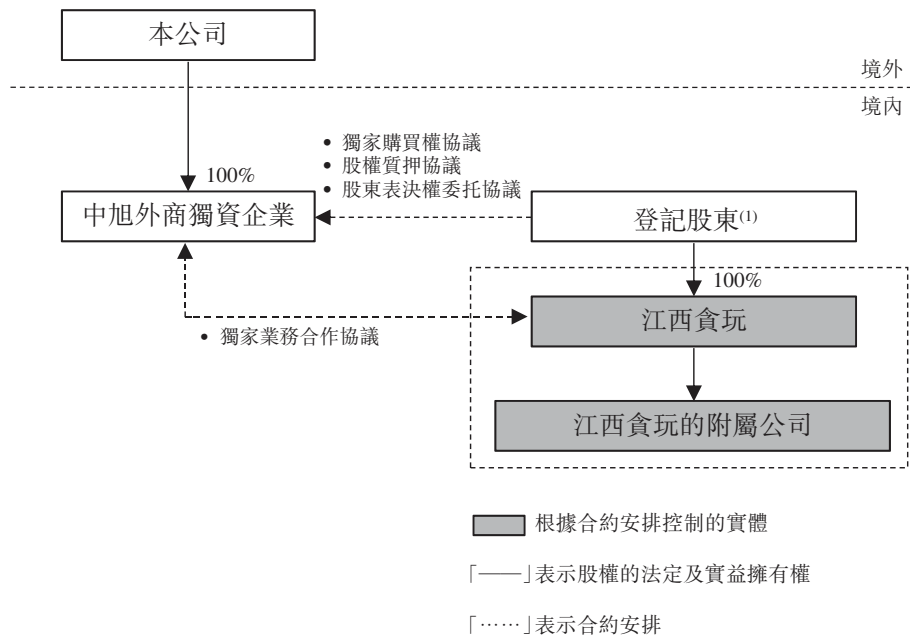 本公司
境外
境內
• 獨家購買權協議
• 股權質押協議
• 股東表決權委托協議
100%
中旭外商獨資企業
登記股東(1)
100%
江西貪玩
• 獨家業務合作協議
江西貪玩的附屬公司
根據合約安排控制的實體
「——」表示股權的法定及實益擁有權
「……」表示合約安排